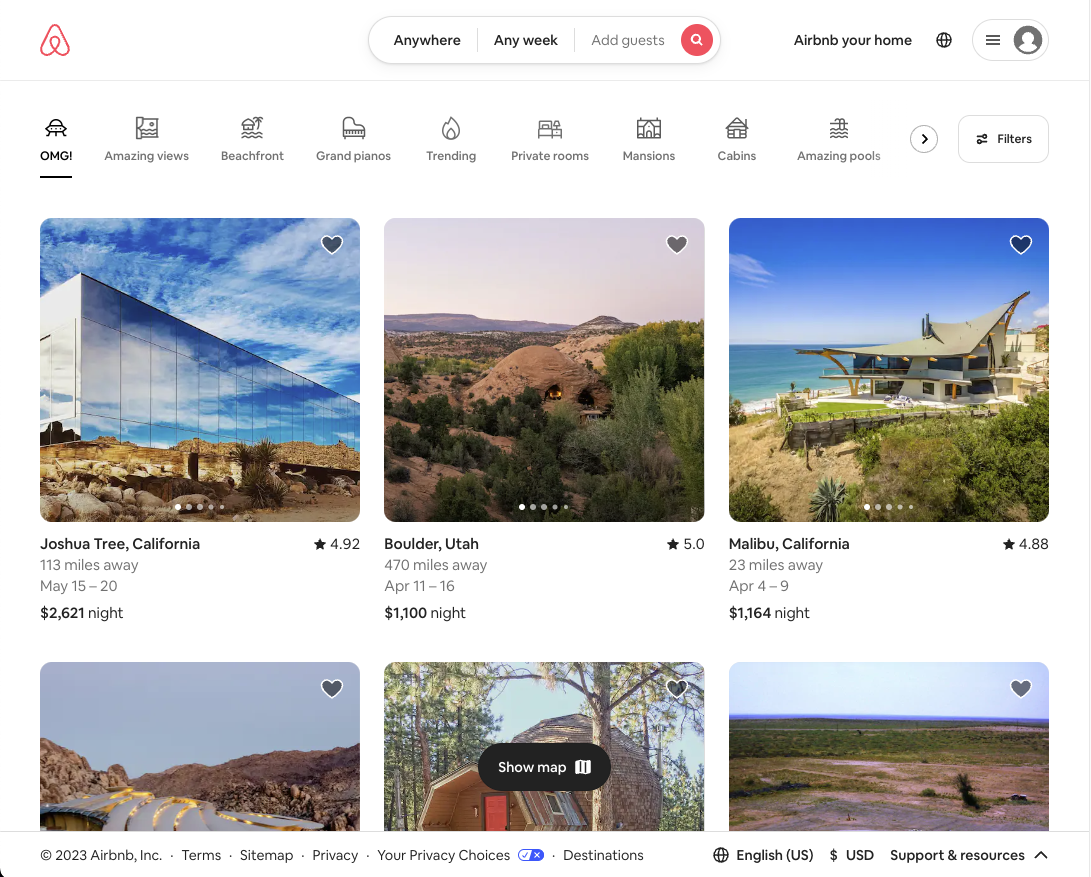 Anywhere Any week Add guests Airbnb your home
OMG! Amazing views Beachfront Grand pianos Trending Private rooms Mansions Cabins Amazing pools Filters
Joshua Tree, California 4.92
113 miles away
May 15 – 20
$2,621 night
Boulder, Utah 5.0
470 miles away
Apr 11 – 16
$1,100 night
Malibu, California 4.88
23 miles away
Apr 4 – 9
$1,164 night
Show map
© 2023 Airbnb, Inc. · Terms · Sitemap · Privacy · Your Privacy Choices · Destinations English (US) $ USD Support & resources